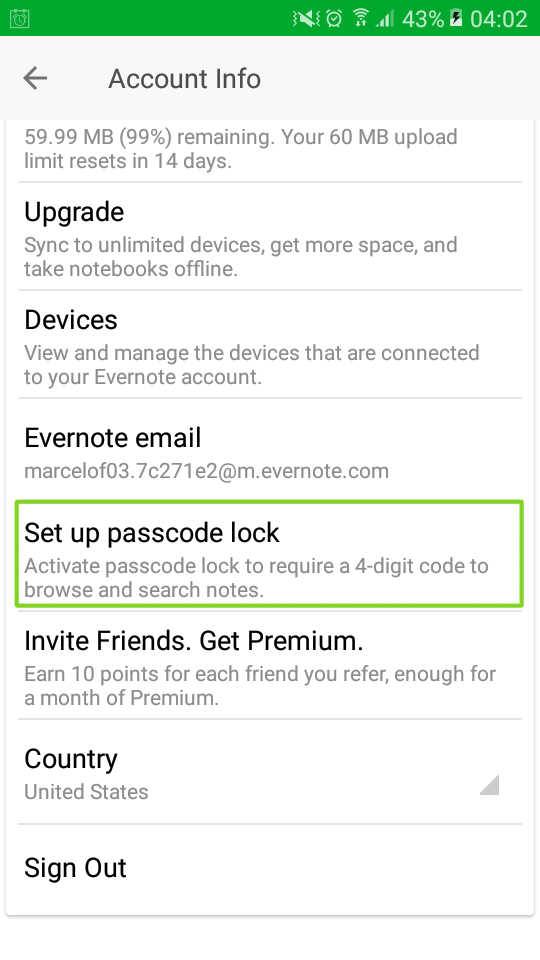 43% 04:02
Account Info
59.99 MB (99%) remaining. Your 60 MB upload
limit resets in 14 days.
Upgrade
Sync to unlimited devices, get more space, and
take notebooks offline.
Devices
View and manage the devices that are connected
to your Evernote account.
Evernote email
marcelof03.7c271e2@m.evernote.com
Set up passcode lock
Activate passcode lock to require a 4-digit code to
browse and search notes.
Invite Friends. Get Premium.
Earn 10 points for each friend you refer, enough for
a month of Premium.
Country
United States
Sign Out